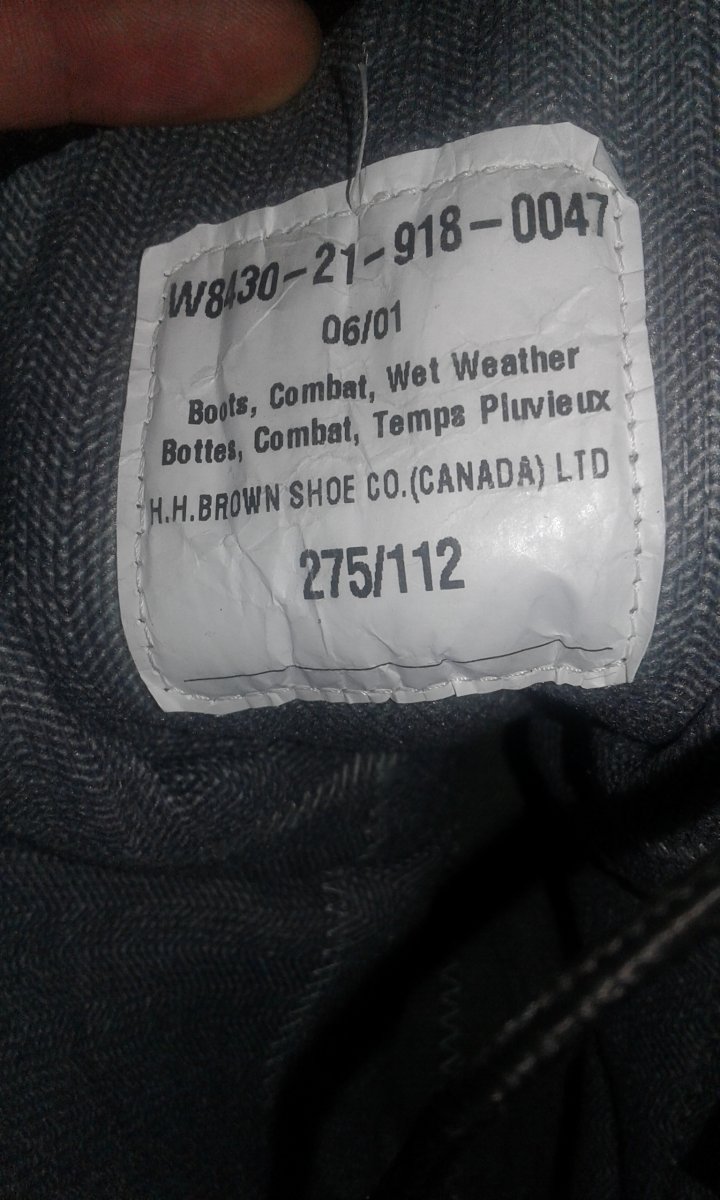 W8430-21-918-0047
06/01
Boots, Combat, Wet Weather
Bottes, Combat, Temps Pluvieux
H.H.BROWN SHOE CO.(CANADA) LTD
275/112